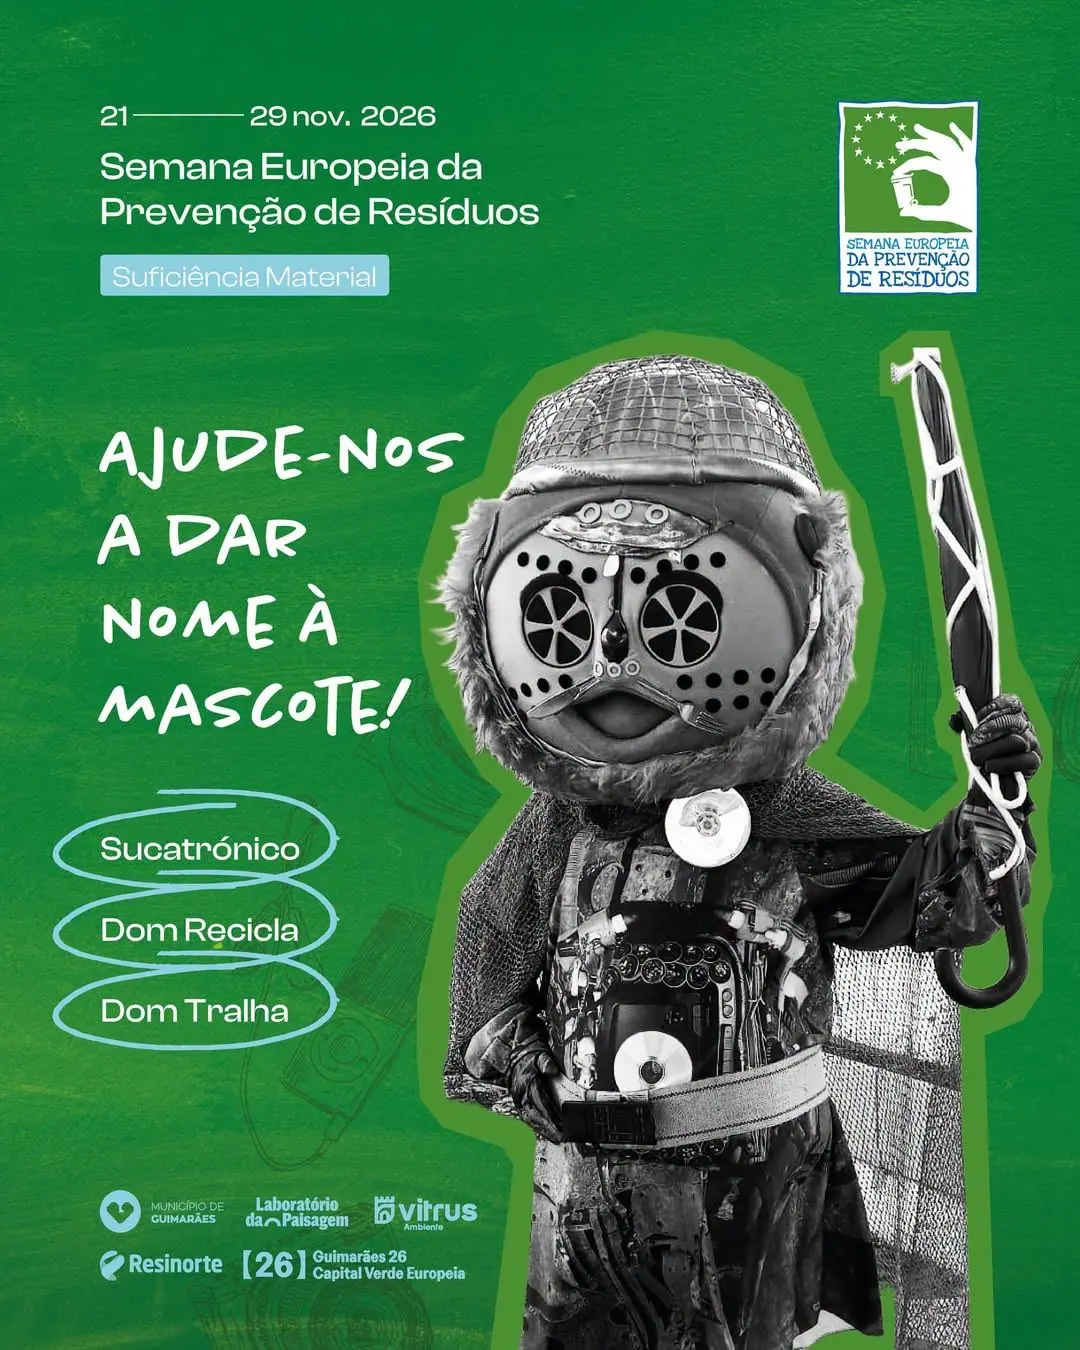 21 29 nov. 2026
Semana Europeia da
Prevenção de Resíduos
Suficiência Material
SEMANA EUROPEIA
DA PREVENÇÃO
DE RESÍDUOS
AJUDE-NOS
A DAR
NOME À
MASCOTE!
Sucatrónico
Dom Recicla
Dom Tralha
MUNICÍPIO DE
GUIMARÃES
Laboratório
da Paisagem
vitrus
Ambiente
Resinorte
[26]
Guimarães 26
Capital Verde Europeia